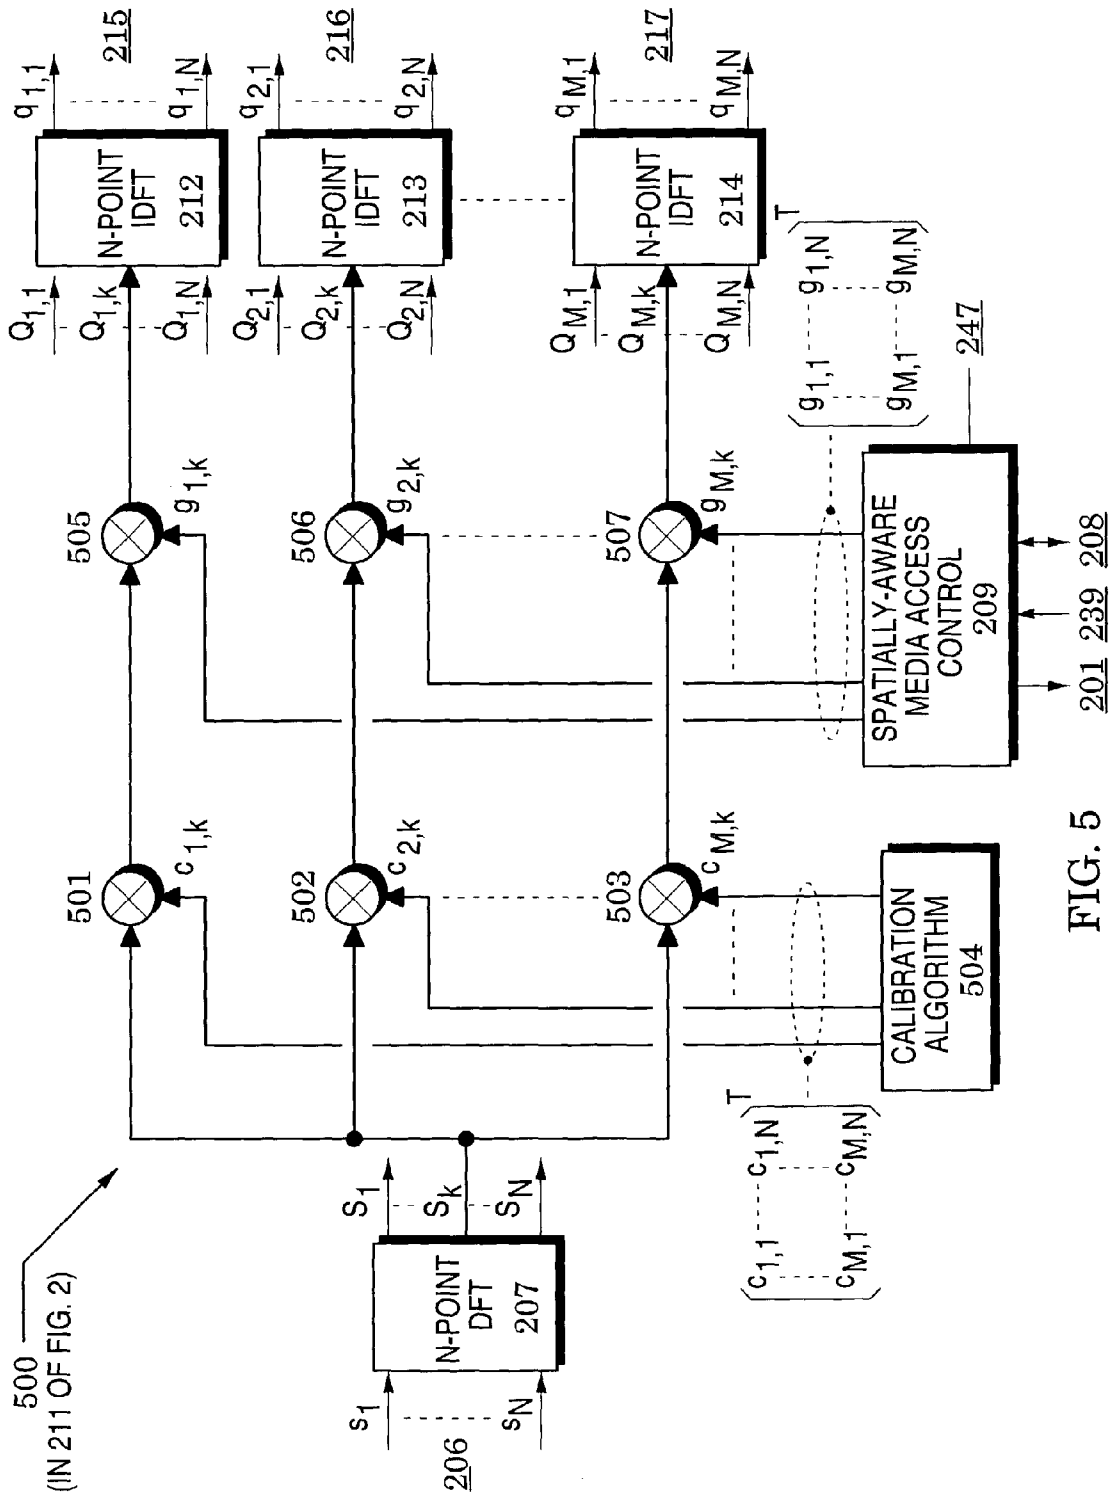 500
(IN 2111 OF FIG. 2)
206
s1
sN
N-POINT
DFT
207
S1
Sk
SN
501
c1,k
502
c2,k
503
cM,k
c1,1 c1,N
cM,1 cM,N
T
CALIBRATION
ALGORITHM
504
505
g1,k
506
g2,k
507
gM,k
SPATIALLY-AWARE
MEDIA ACCESS
CONTROL
209
201 239 208
247
g1,1 g1,N
gM,1 gM,N
T
Q1,1
Q1,k
Q1,N
N-POINT
IDFT
212
q1,1
q1,N
215
Q2,1
Q2,k
Q2,N
N-POINT
IDFT
213
q2,1
q2,N
216
QM,1
QM,k
QM,N
N-POINT
IDFT
214
qM,1
qM,N
217
FIG. 5